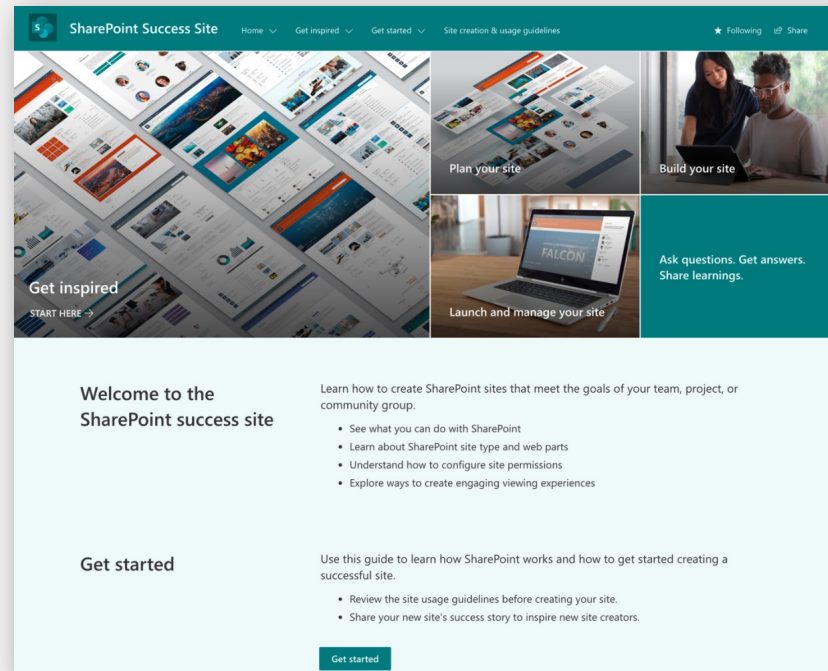 S
SharePoint Success Site
Home
Get inspired
Get started
Site creation & usage guidelines
Following
Share
Get inspired
START HERE →
Plan your site
Build your site
FALCON
Launch and manage your site
Ask questions. Get answers.
Share learnings.
Welcome to the
SharePoint success site
Learn how to create SharePoint sites that meet the goals of your team, project, or
community group.
• See what you can do with SharePoint
• Learn about SharePoint site type and web parts
• Understand how to configure site permissions
• Explore ways to create engaging viewing experiences
Get started
Use this guide to learn how SharePoint works and how to get started creating a
successful site.
• Review the site usage guidelines before creating your site.
• Share your new site's success story to inspire new site creators.
Get started